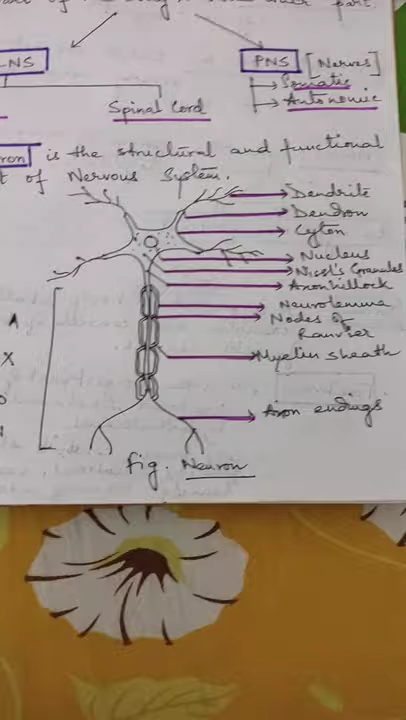 part.
CNS
PNS [Nerves]
Somatic
Autonomic
Spinal Cord
is the structural and functional
of Nervous System.
Dendrite
Dendron
Cyton
Nucleus
Nissl's Granules
Axon hillock
Neurolemma
Nodes of
Ranvier
Myelin sheath
A
X
Axon endings
fig. Neuron